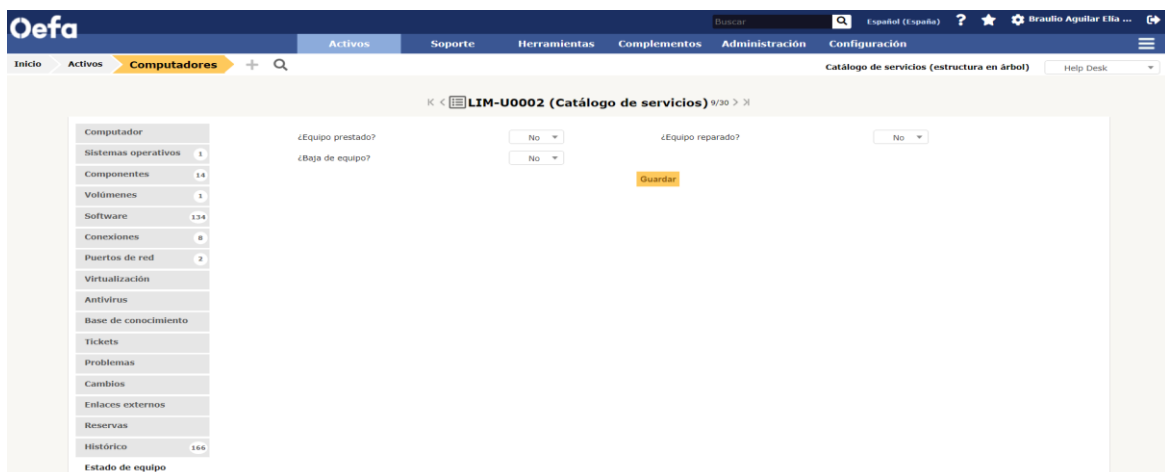 Oefa
Buscar Español (España) ? Braulio Aguilar Elía ...
Activos Soporte Herramientas Complementos Administración Configuración
Inicio Activos Computadores + Catálogo de servicios (estructura en árbol) Help Desk
LIM-U0002 (Catálogo de servicios) 9/30
Computador
¿Equipo prestado? No ¿Equipo reparado? No
Sistemas operativos 1
¿Baja de equipo? No
Componentes 14
Guardar
Volúmenes 1
Software 134
Conexiones 8
Puertos de red 2
Virtualización
Antivirus
Base de conocimiento
Tickets
Problemas
Cambios
Enlaces externos
Reservas
Histórico 166
Estado de equipo